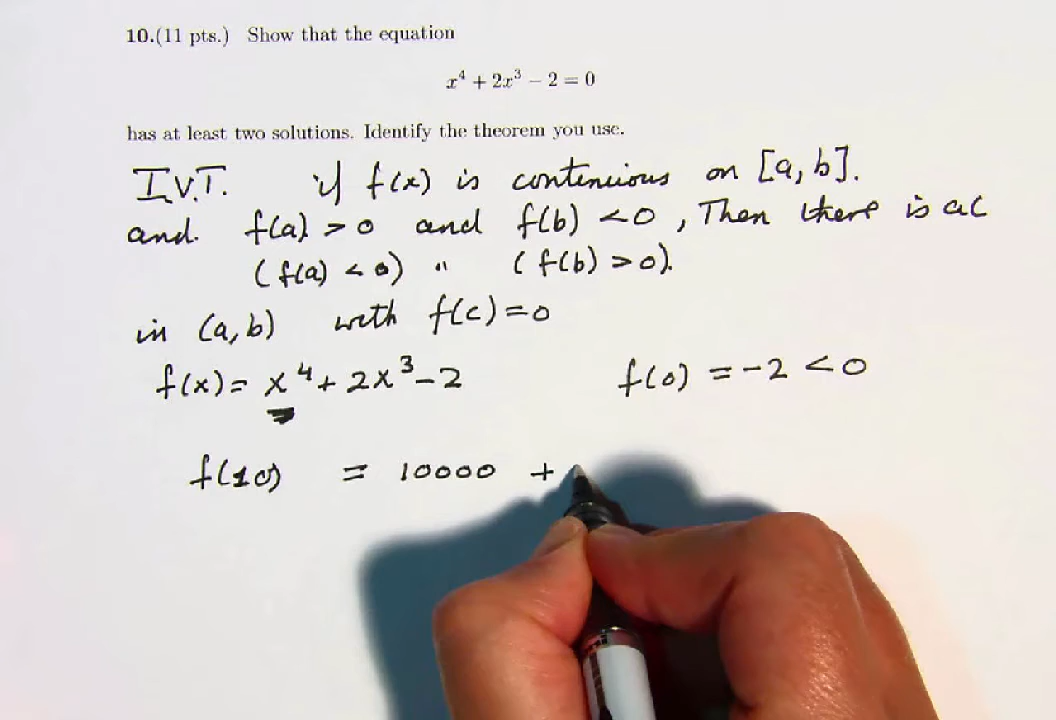 10.(11 pts.) Show that the equation
x⁴ + 2x³ − 2 = 0
has at least two solutions. Identify the theorem you use.
I.V.T. if f(x) is contenuious on [a, b].
and. f(a) > 0 and f(b) < 0, Then there is a c
(f(a) < 0) " (f(b) > 0).
in (a, b) with f(c) = 0
f(x) = x⁴ + 2x³ − 2 f(0) = −2 < 0
f(10) = 10000 +